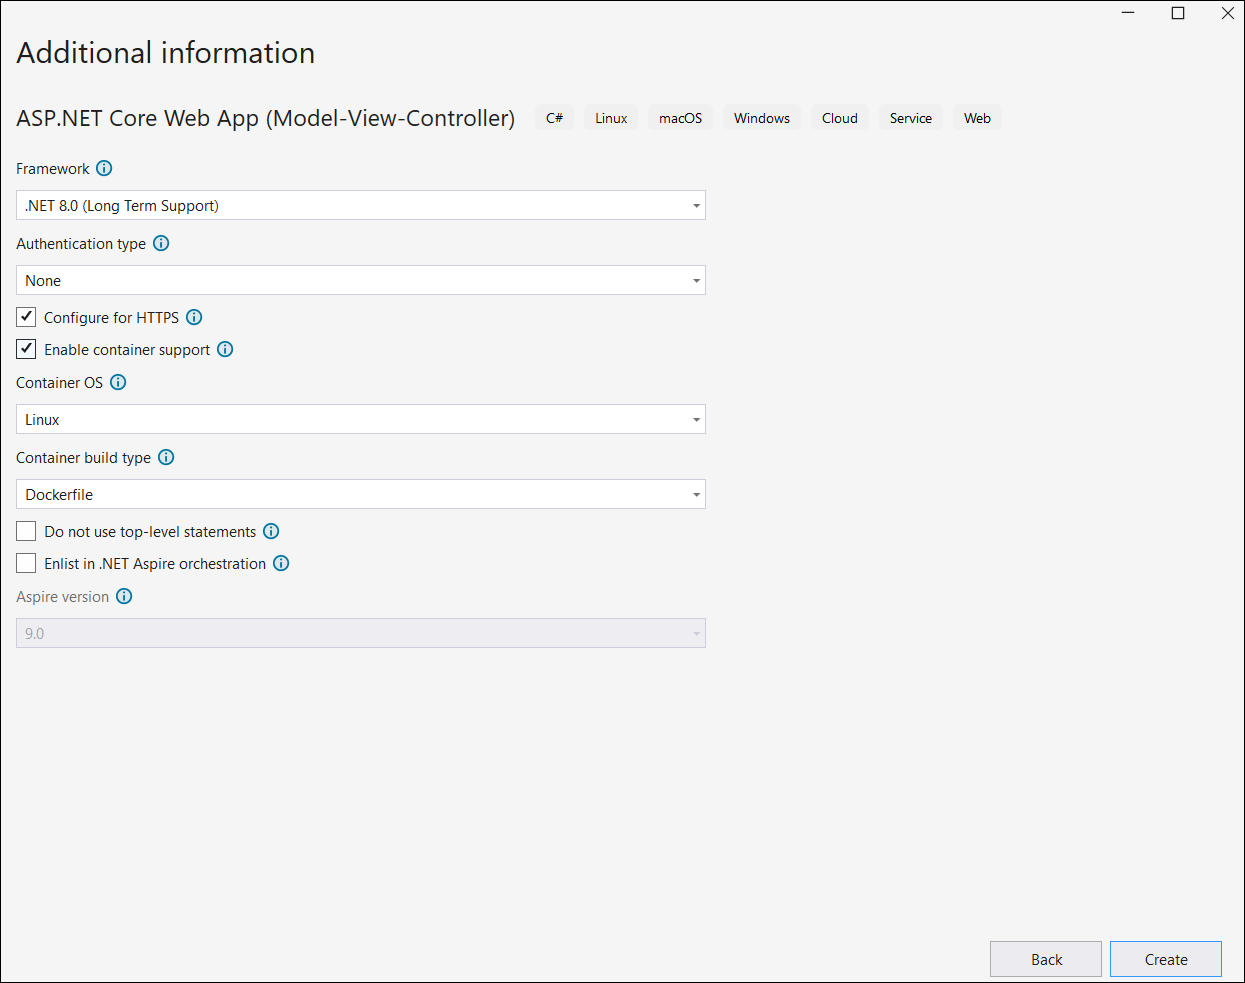 Additional information
ASP.NET Core Web App (Model-View-Controller) C# Linux macOS Windows Cloud Service Web
Framework
.NET 8.0 (Long Term Support)
Authentication type
None
Configure for HTTPS
Enable container support
Container OS
Linux
Container build type
Dockerfile
Do not use top-level statements
Enlist in .NET Aspire orchestration
Aspire version
9.0
Back Create